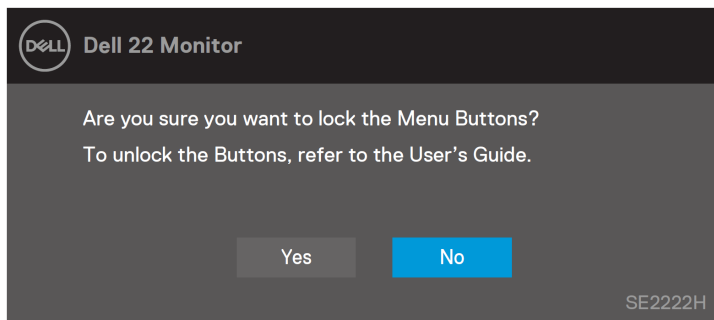 DELL Dell 22 Monitor
Are you sure you want to lock the Menu Buttons?
To unlock the Buttons, refer to the User’s Guide.
Yes No
SE2222H